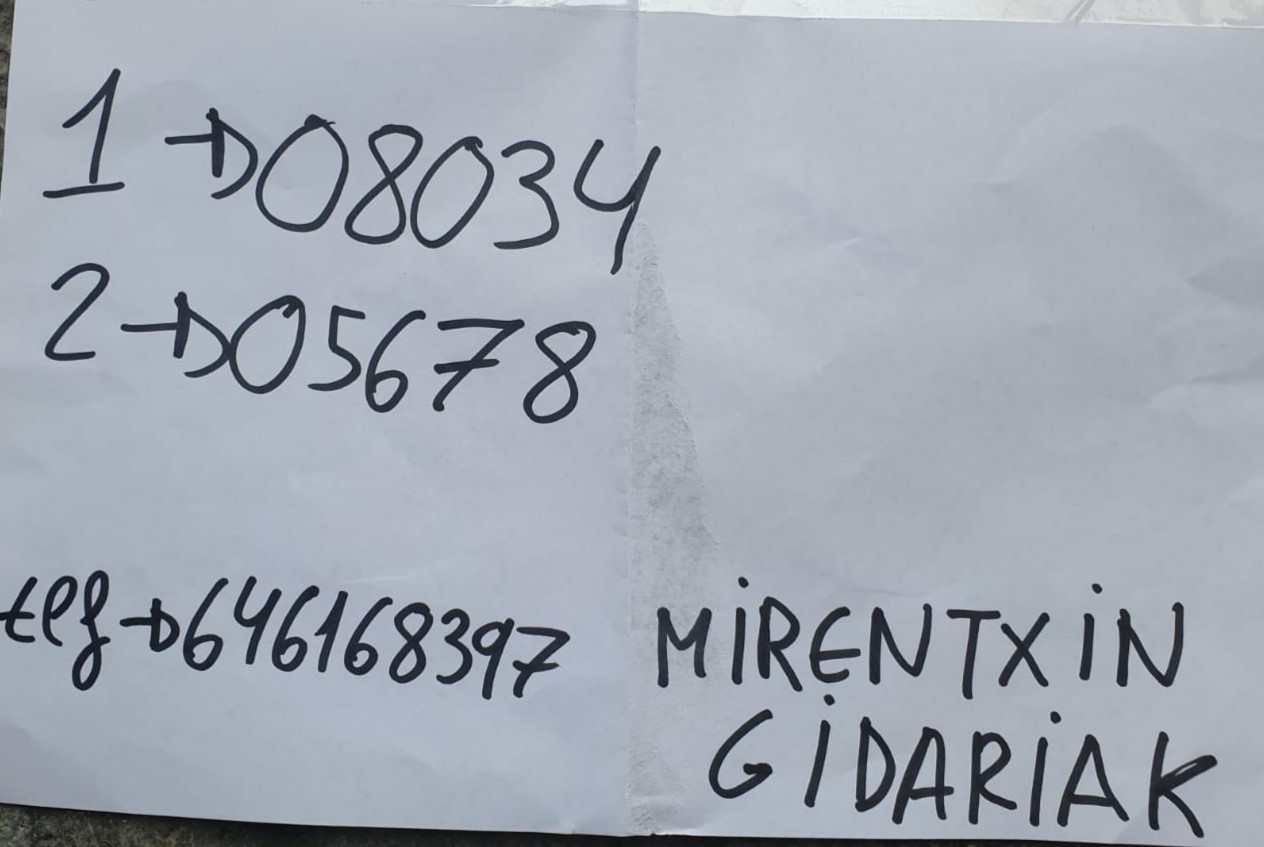 1 → 08034
2 → 05678
tlf → 646168397
MIRENTXIN
GIDARIAK